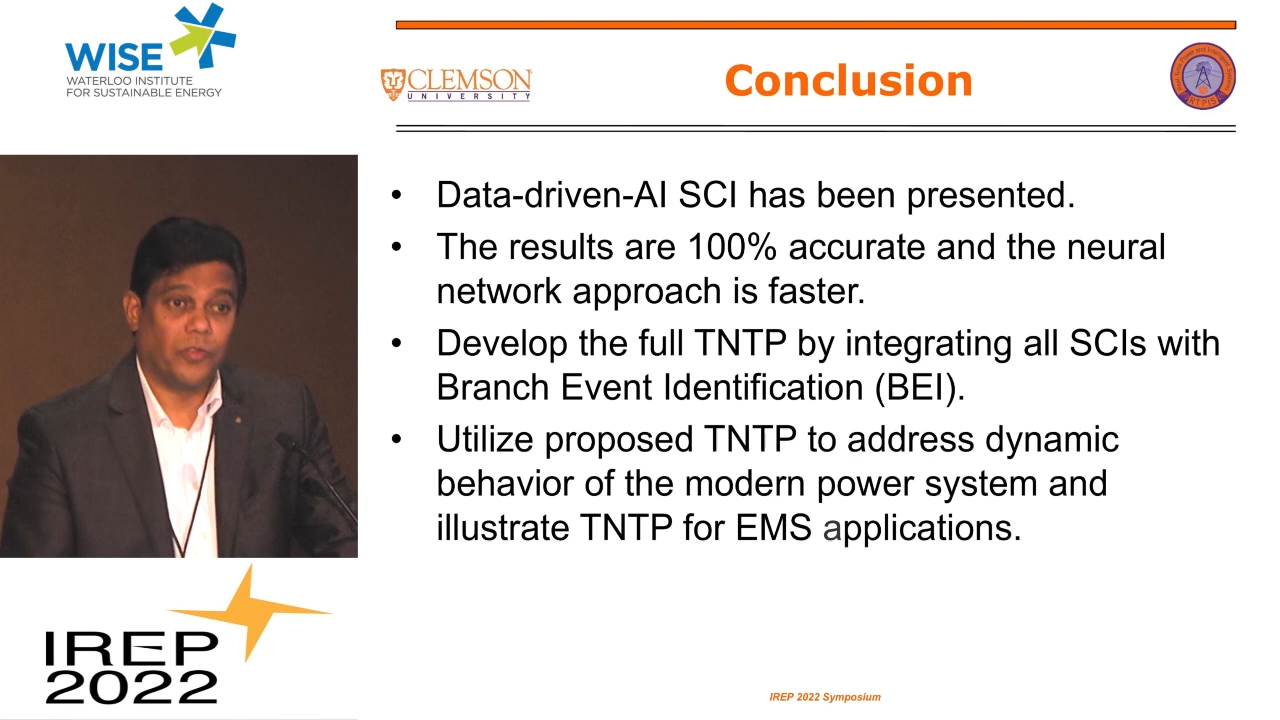 WISE
WATERLOO INSTITUTE
FOR SUSTAINABLE ENERGY
CLEMSON
UNIVERSITY
Conclusion
RTPIS
• Data-driven-AI SCI has been presented.
• The results are 100% accurate and the neural
network approach is faster.
• Develop the full TNTP by integrating all SCIs with
Branch Event Identification (BEI).
• Utilize proposed TNTP to address dynamic
behavior of the modern power system and
illustrate TNTP for EMS applications.
IREP
2022
IREP 2022 Symposium